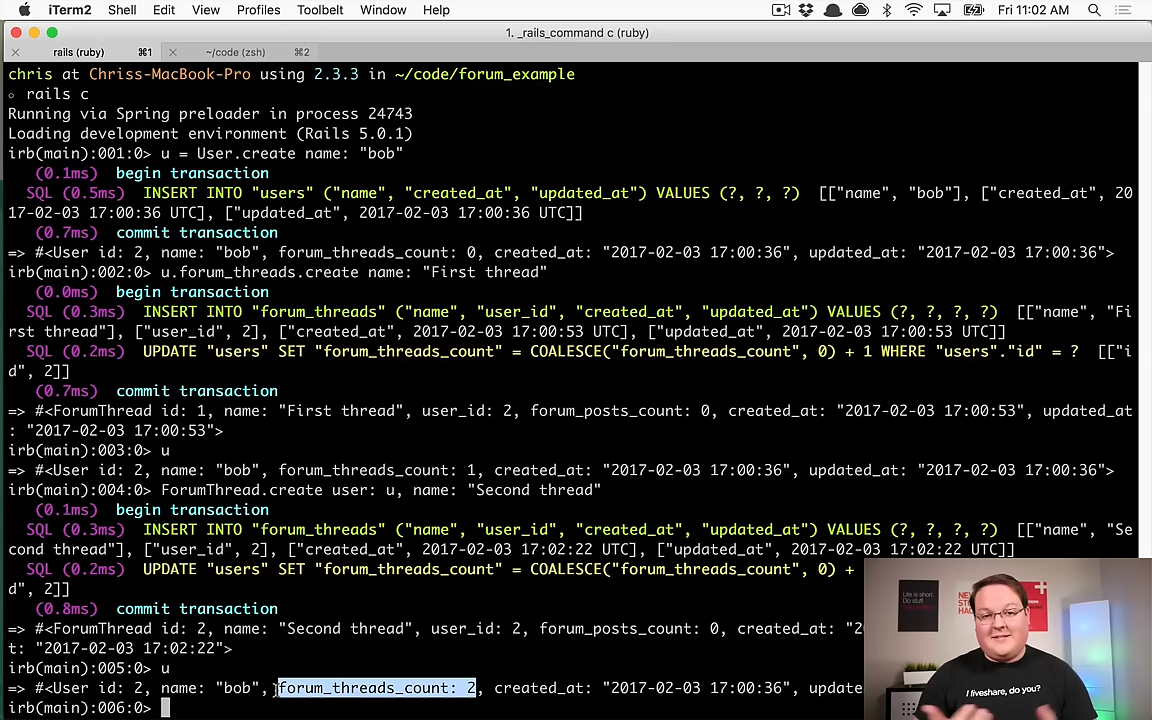 iTerm2 Shell Edit View Profiles Toolbelt Window Help Fri 11:02 AM
1. _rails_command c (ruby)
rails (ruby) ⌘1 ~/code (zsh) ⌘2
chris at Chriss-MacBook-Pro using 2.3.3 in ~/code/forum_example
○ rails c
Running via Spring preloader in process 24743
Loading development environment (Rails 5.0.1)
irb(main):001:0> u = User.create name: "bob"
(0.1ms) begin transaction
SQL (0.5ms) INSERT INTO "users" ("name", "created_at", "updated_at") VALUES (?, ?, ?) [["name", "bob"], ["created_at", 20
17-02-03 17:00:36 UTC], ["updated_at", 2017-02-03 17:00:36 UTC]]
(0.7ms) commit transaction
=> #<User id: 2, name: "bob", forum_threads_count: 0, created_at: "2017-02-03 17:00:36", updated_at: "2017-02-03 17:00:36">
irb(main):002:0> u.forum_threads.create name: "First thread"
(0.0ms) begin transaction
SQL (0.3ms) INSERT INTO "forum_threads" ("name", "user_id", "created_at", "updated_at") VALUES (?, ?, ?, ?) [["name", "Fi
rst thread"], ["user_id", 2], ["created_at", 2017-02-03 17:00:53 UTC], ["updated_at", 2017-02-03 17:00:53 UTC]]
SQL (0.2ms) UPDATE "users" SET "forum_threads_count" = COALESCE("forum_threads_count", 0) + 1 WHERE "users"."id" = ? [["i
d", 2]]
(0.7ms) commit transaction
=> #<ForumThread id: 1, name: "First thread", user_id: 2, forum_posts_count: 0, created_at: "2017-02-03 17:00:53", updated_at
: "2017-02-03 17:00:53">
irb(main):003:0> u
=> #<User id: 2, name: "bob", forum_threads_count: 1, created_at: "2017-02-03 17:00:36", updated_at: "2017-02-03 17:00:36">
irb(main):004:0> ForumThread.create user: u, name: "Second thread"
(0.1ms) begin transaction
SQL (0.3ms) INSERT INTO "forum_threads" ("name", "user_id", "created_at", "updated_at") VALUES (?, ?, ?, ?) [["name", "Se
cond thread"], ["user_id", 2], ["created_at", 2017-02-03 17:02:22 UTC], ["updated_at", 2017-02-03 17:02:22 UTC]]
SQL (0.2ms) UPDATE "users" SET "forum_threads_count" = COALESCE("forum_threads_count", 0) +
d", 2]]
(0.8ms) commit transaction
=> #<ForumThread id: 2, name: "Second thread", user_id: 2, forum_posts_count: 0, created_at: "2
t: "2017-02-03 17:02:22">
irb(main):005:0> u
=> #<User id: 2, name: "bob", forum_threads_count: 2, created_at: "2017-02-03 17:00:36", update
irb(main):006:0>
Life is short,
Do stuff
I liveshare, do you?